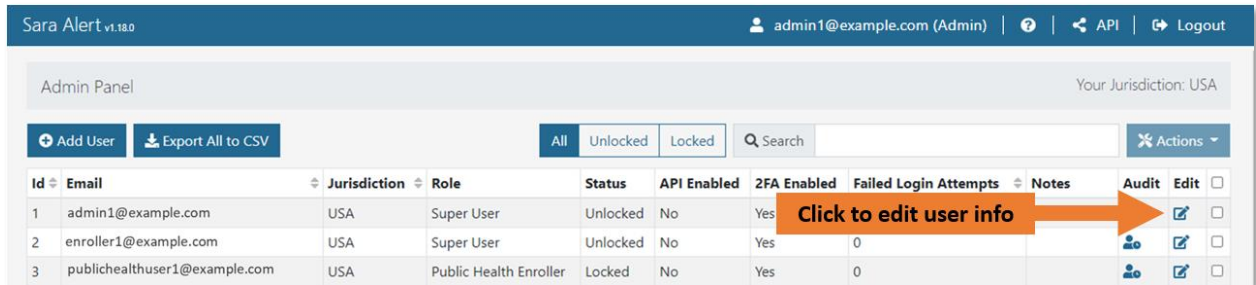 Sara Alert v1.18.0 admin1@example.com (Admin) | ? | API | Logout
Admin Panel Your Jurisdiction: USA
Add User Export All to CSV All Unlocked Locked Search Actions
Id Email Jurisdiction Role Status API Enabled 2FA Enabled Failed Login Attempts Notes Audit Edit
1 admin1@example.com USA Super User Unlocked No Yes Click to edit user info
2 enroller1@example.com USA Super User Unlocked No Yes 0
3 publichealthuser1@example.com USA Public Health Enroller Locked No Yes 0